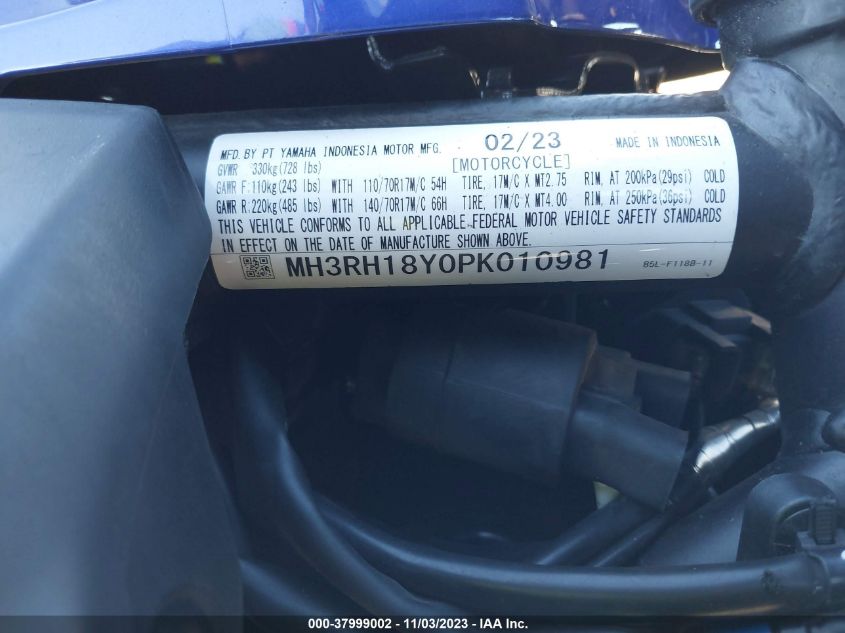 MFD. BY PT YAMAHA INDONESIA MOTOR MFG. 02/23 MADE IN INDONESIA
GVWR 330kg(728 lbs) [MOTORCYCLE]
GAWR F:110kg(243 lbs) WITH 110/70R17M/C 54H TIRE, 17M/C X MT2.75 RIM, AT 200kPa(29psi) COLD
GAWR R:220kg(485 lbs) WITH 140/70R17M/C 66H TIRE, 17M/C X MT4.00 RIM, AT 250kPa(36psi) COLD
THIS VEHICLE CONFORMS TO ALL APPLICABLE FEDERAL MOTOR VEHICLE SAFETY STANDARDS
IN EFFECT ON THE DATE OF MANUFACTURE SHOWN ABOVE.
MH3RH18Y0PK010981 B5L-F118B-11
000-37999002 - 11/03/2023 - IAA Inc.